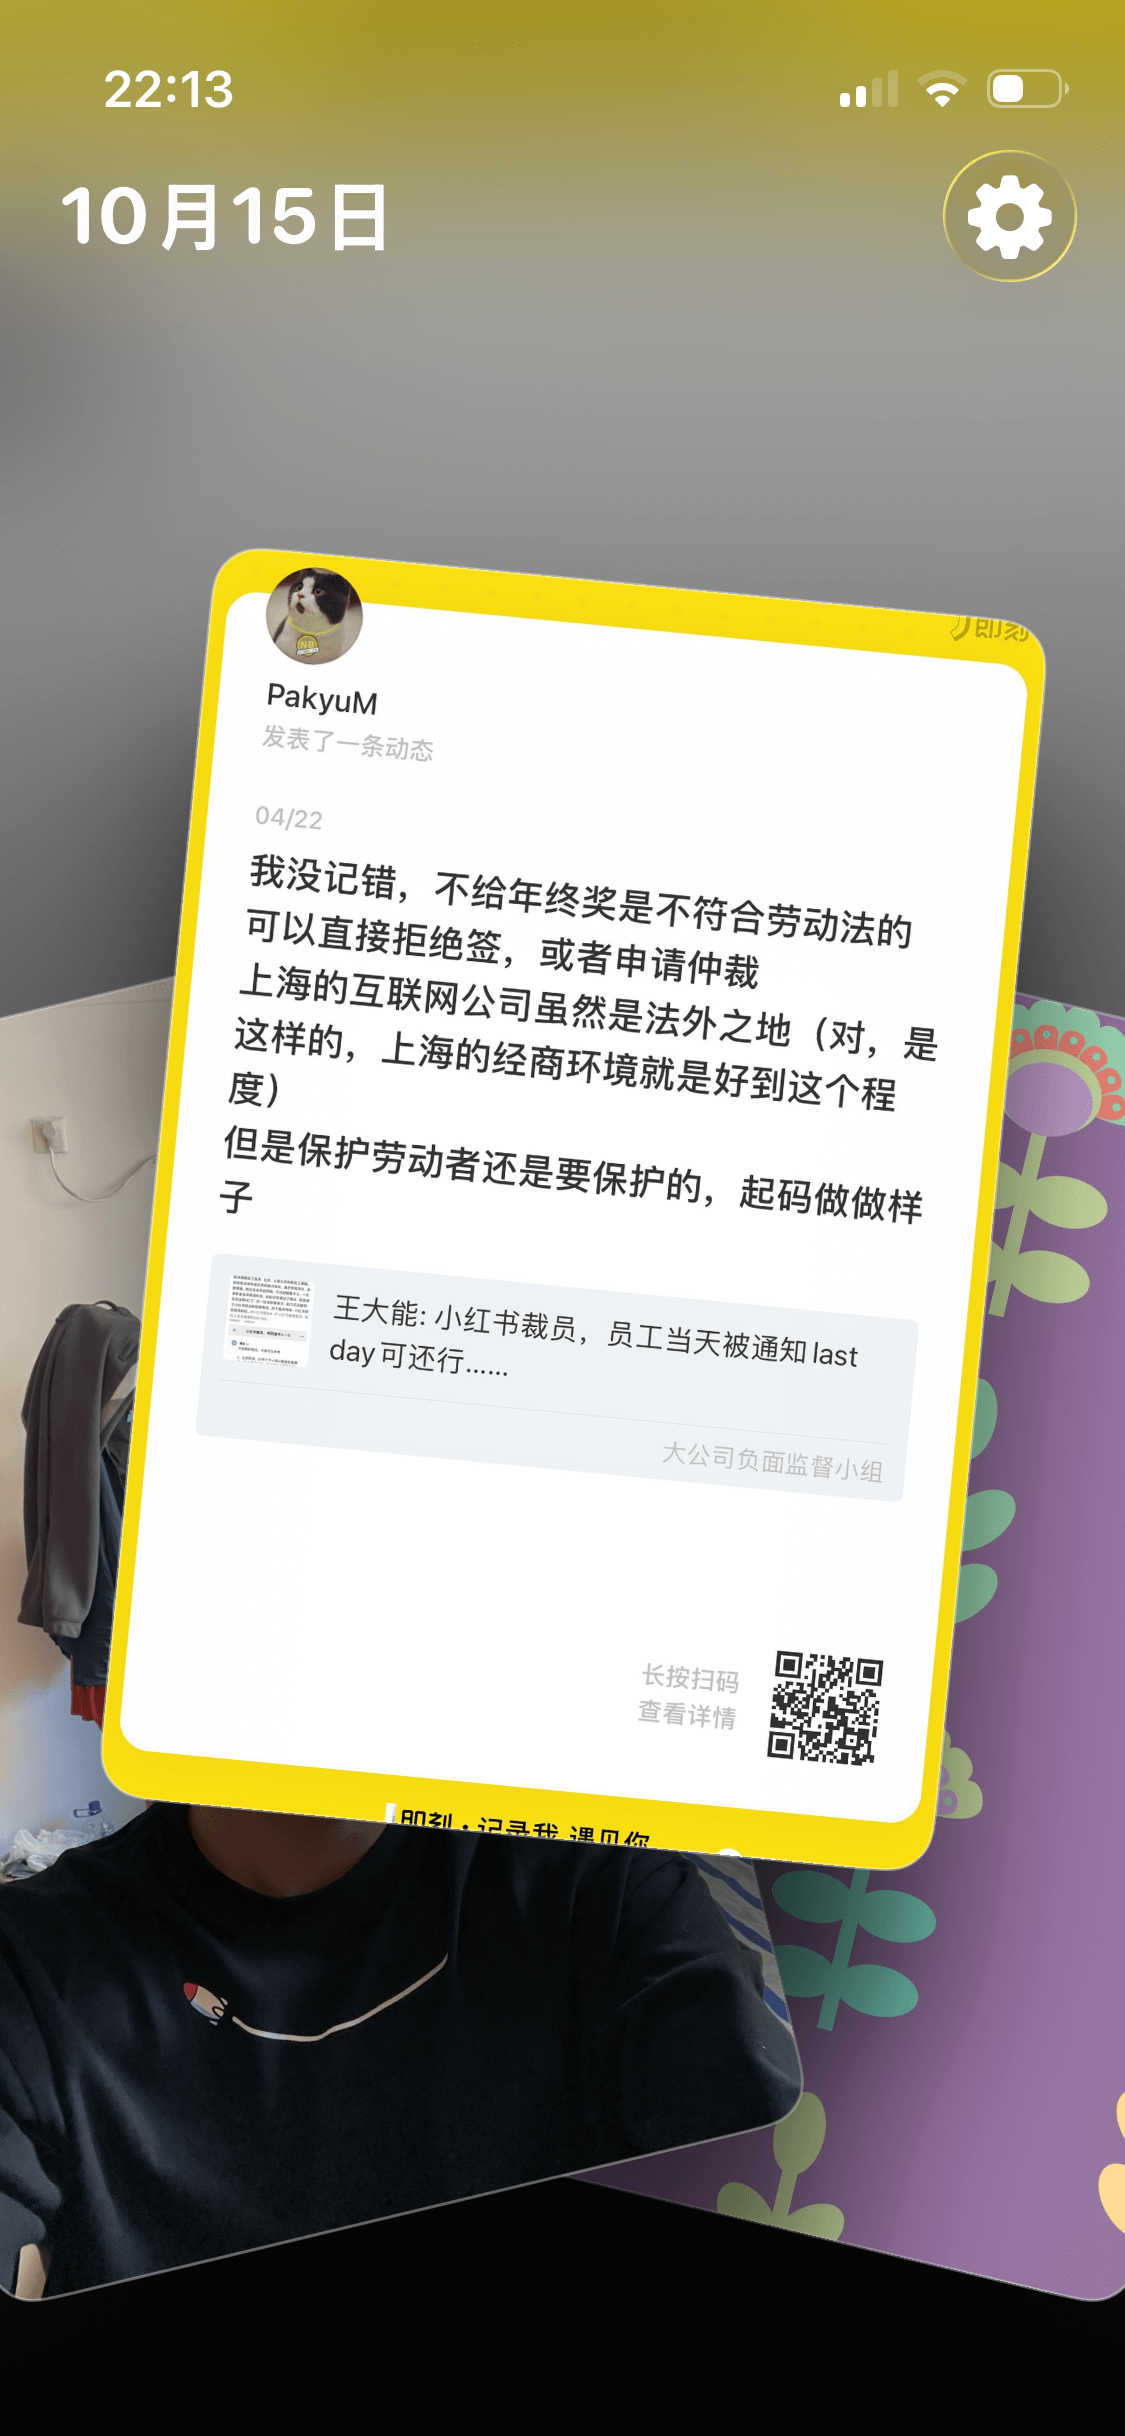 22:13
10月15日
即刻
PakyuM
发表了一条动态
04/22
我没记错，不给年终奖是不符合劳动法的
可以直接拒绝签，或者申请仲裁
上海的互联网公司虽然是法外之地（对，是
这样的，上海的经商环境就是好到这个程
度）
但是保护劳动者还是要保护的，起码做做样
子
王大能: 小红书裁员，员工当天被通知last
day可还行……
大公司负面监督小组
长按扫码
查看详情
即刻·记录我 遇见你